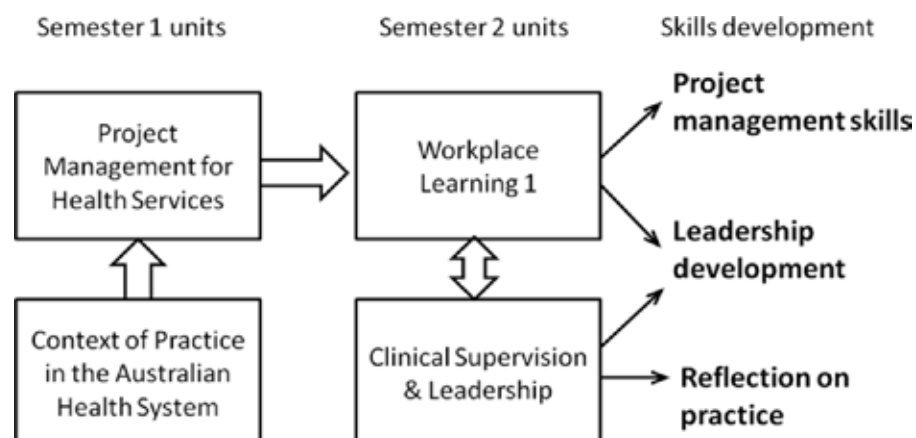 Semester 1 units
Semester 2 units
Skills development
Project
Management for
Health Services
Workplace
Learning 1
Project
management skills
Leadership
development
Context of Practice
in the Australian
Health System
Clinical Supervision
& Leadership
Reflection on
practice